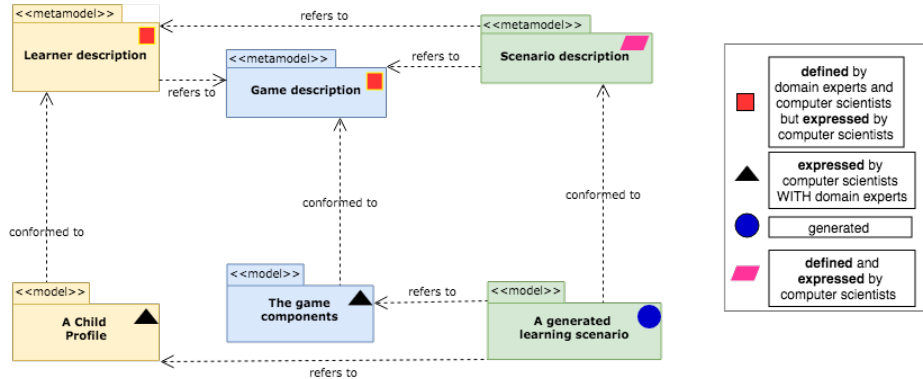 <<metamodel>>
Learner description
refers to
<<metamodel>>
Scenario description
<<metamodel>>
Game description
refers to
refers to
conformed to
conformed to
conformed to
<<model>>
A Child
Profile
<<model>>
The game
components
refers to
<<model>>
A generated
learning scenario
refers to
defined by
domain experts and
computer scientists
but expressed by
computer scientists
expressed by
computer scientists
WITH domain experts
generated
defined and
expressed by
computer scientists